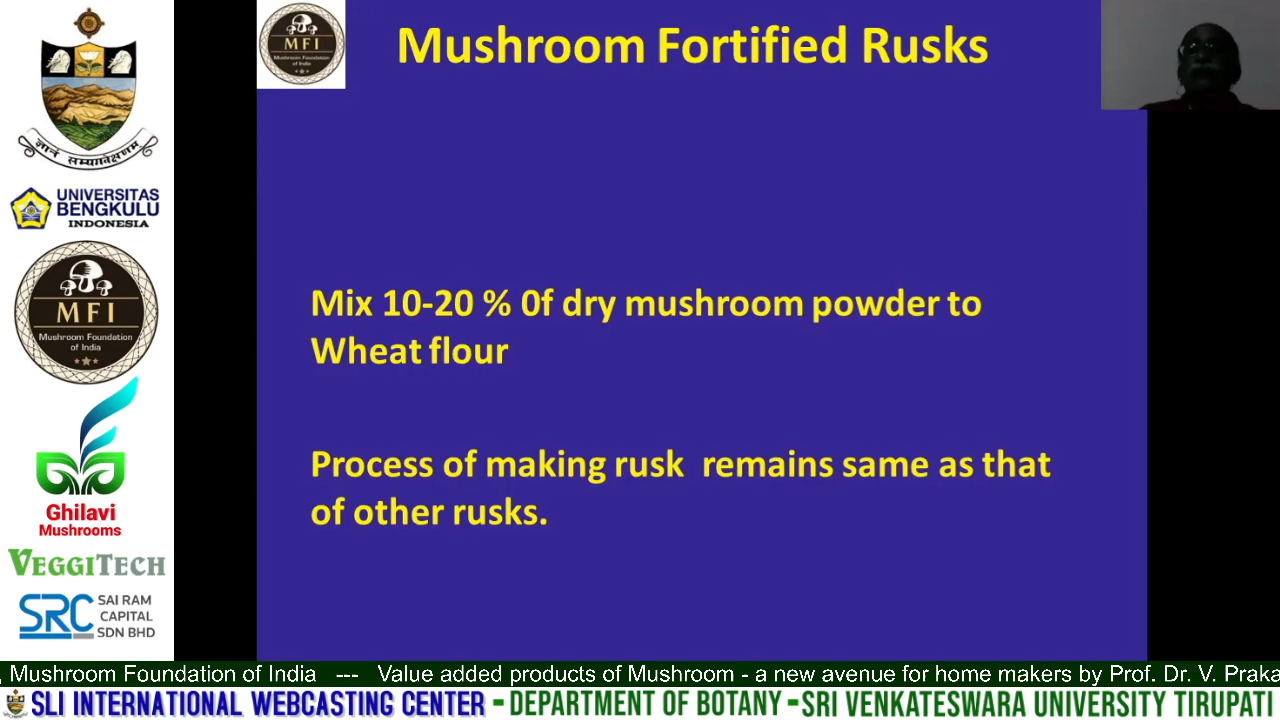 MFI
Mushroom Foundation
of India
Mushroom Fortified Rusks
Mix 10-20 % 0f dry mushroom powder to
Wheat flour
Process of making rusk remains same as that
of other rusks.
ज्ञानं सम्यगवेक्षणम्
UNIVERSITAS
BENGKULU
INDONESIA
MFI
Mushroom Foundation
of India
Ghilavi
Mushrooms
VEGGITECH
SRC SAI RAM
CAPITAL
SDN BHD
, Mushroom Foundation of India --- Value added products of Mushroom - a new avenue for home makers by Prof. Dr. V. Praka
SLI INTERNATIONAL WEBCASTING CENTER - DEPARTMENT OF BOTANY - SRI VENKATESWARA UNIVERSITY TIRUPATI